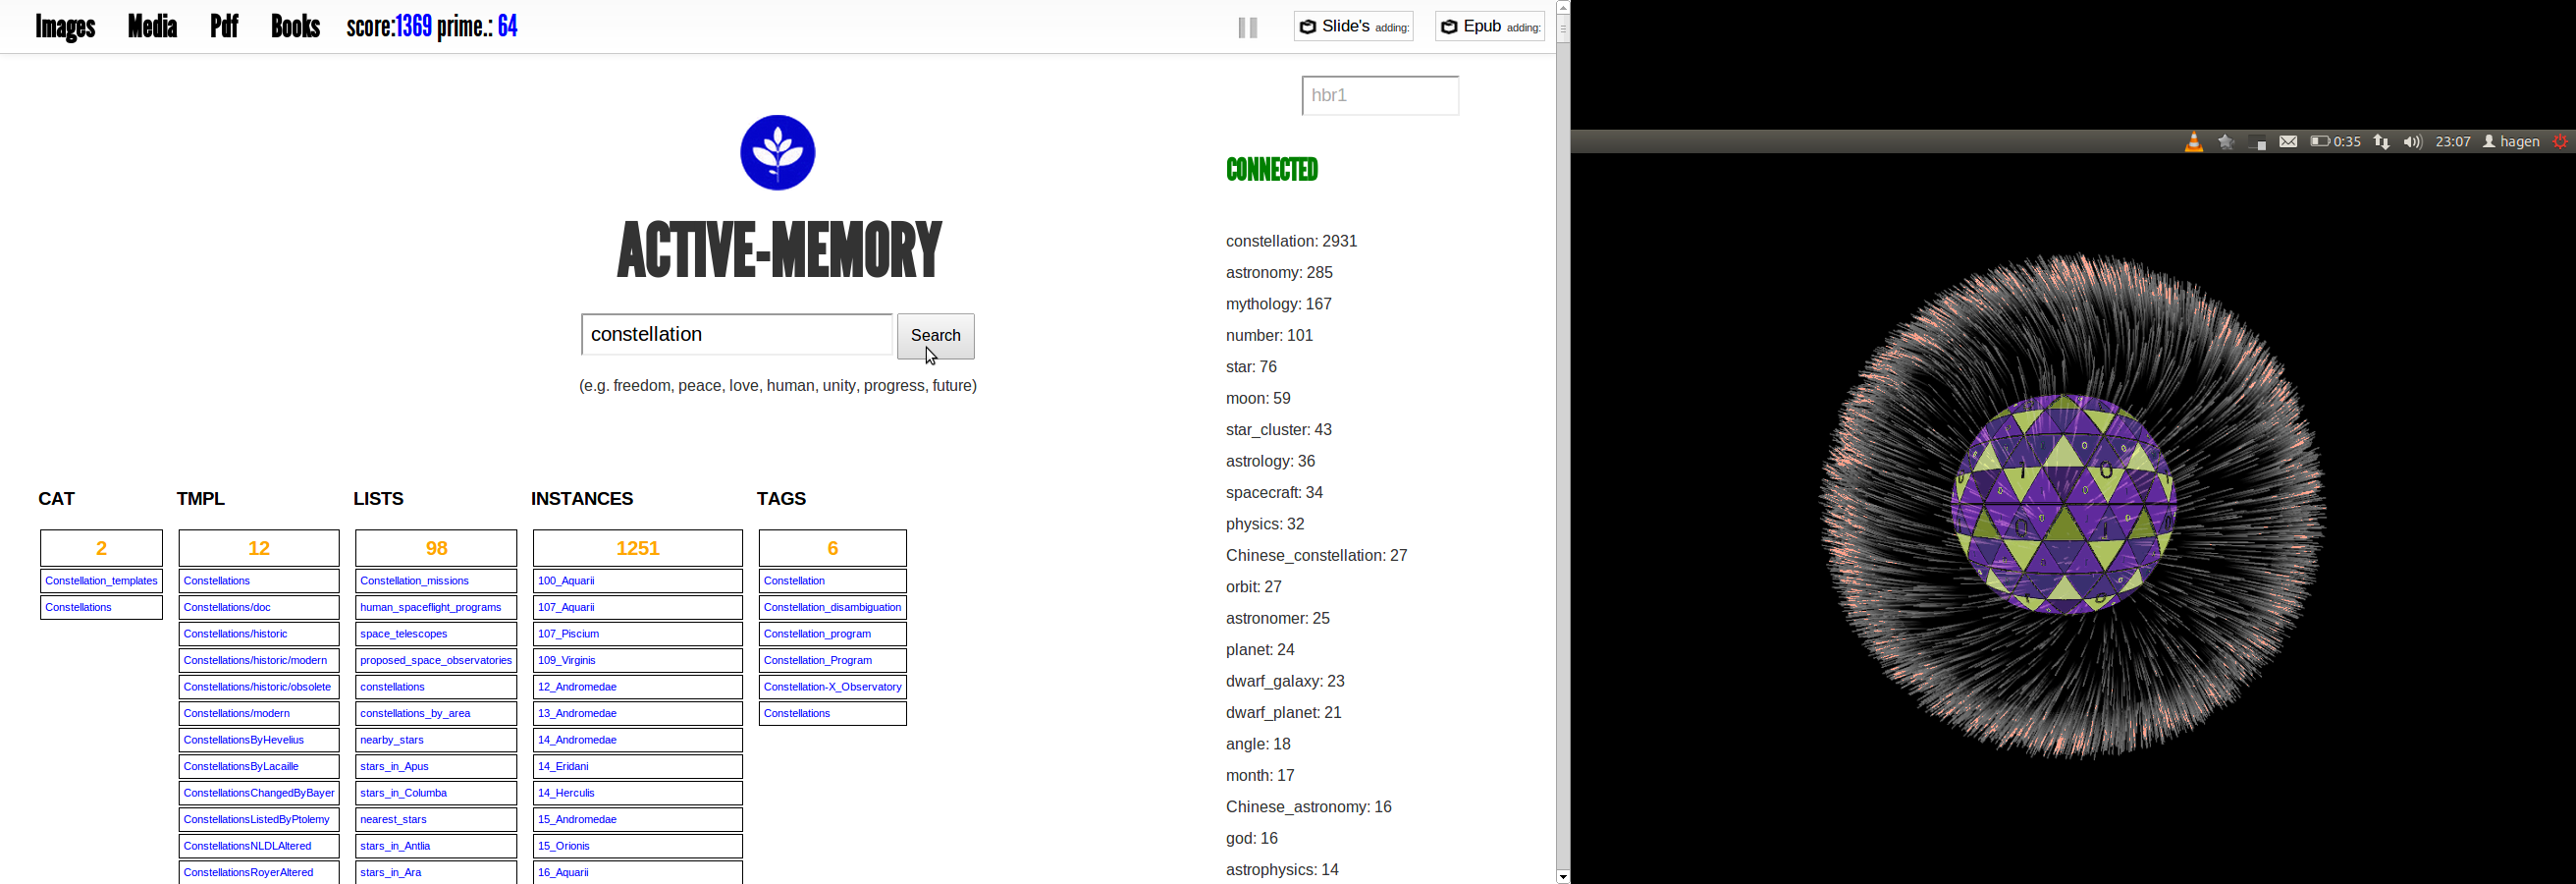 Images Media Pdf Books score:1369 prime.: 64 Slide's adding: Epub adding:
hbr1
0:35 23:07 hagen
CONNECTED
ACTIVE-MEMORY
constellation Search
(e.g. freedom, peace, love, human, unity, progress, future)
constellation: 2931
astronomy: 285
mythology: 167
number: 101
star: 76
moon: 59
star_cluster: 43
astrology: 36
spacecraft: 34
physics: 32
Chinese_constellation: 27
orbit: 27
astronomer: 25
planet: 24
dwarf_galaxy: 23
dwarf_planet: 21
angle: 18
month: 17
Chinese_astronomy: 16
god: 16
astrophysics: 14
CAT TMPL LISTS INSTANCES TAGS
2 12 98 1251 6
Constellation_templates Constellations Constellation_missions 100_Aquarii Constellation
Constellations Constellations/doc human_spaceflight_programs 107_Aquarii Constellation_disambiguation
Constellations/historic space_telescopes 107_Piscium Constellation_program
Constellations/historic/modern proposed_space_observatories 109_Virginis Constellation_Program
Constellations/historic/obsolete constellations 12_Andromedae Constellation-X_Observatory
Constellations/modern constellations_by_area 13_Andromedae Constellations
ConstellationsByHevelius nearby_stars 14_Andromedae
ConstellationsByLacaille stars_in_Apus 14_Eridani
ConstellationsChangedByBayer stars_in_Columba 14_Herculis
ConstellationsListedByPtolemy nearest_stars 15_Andromedae
ConstellationsNLDLAltered stars_in_Antlia 15_Orionis
ConstellationsRoyerAltered stars_in_Ara 16_Aquarii